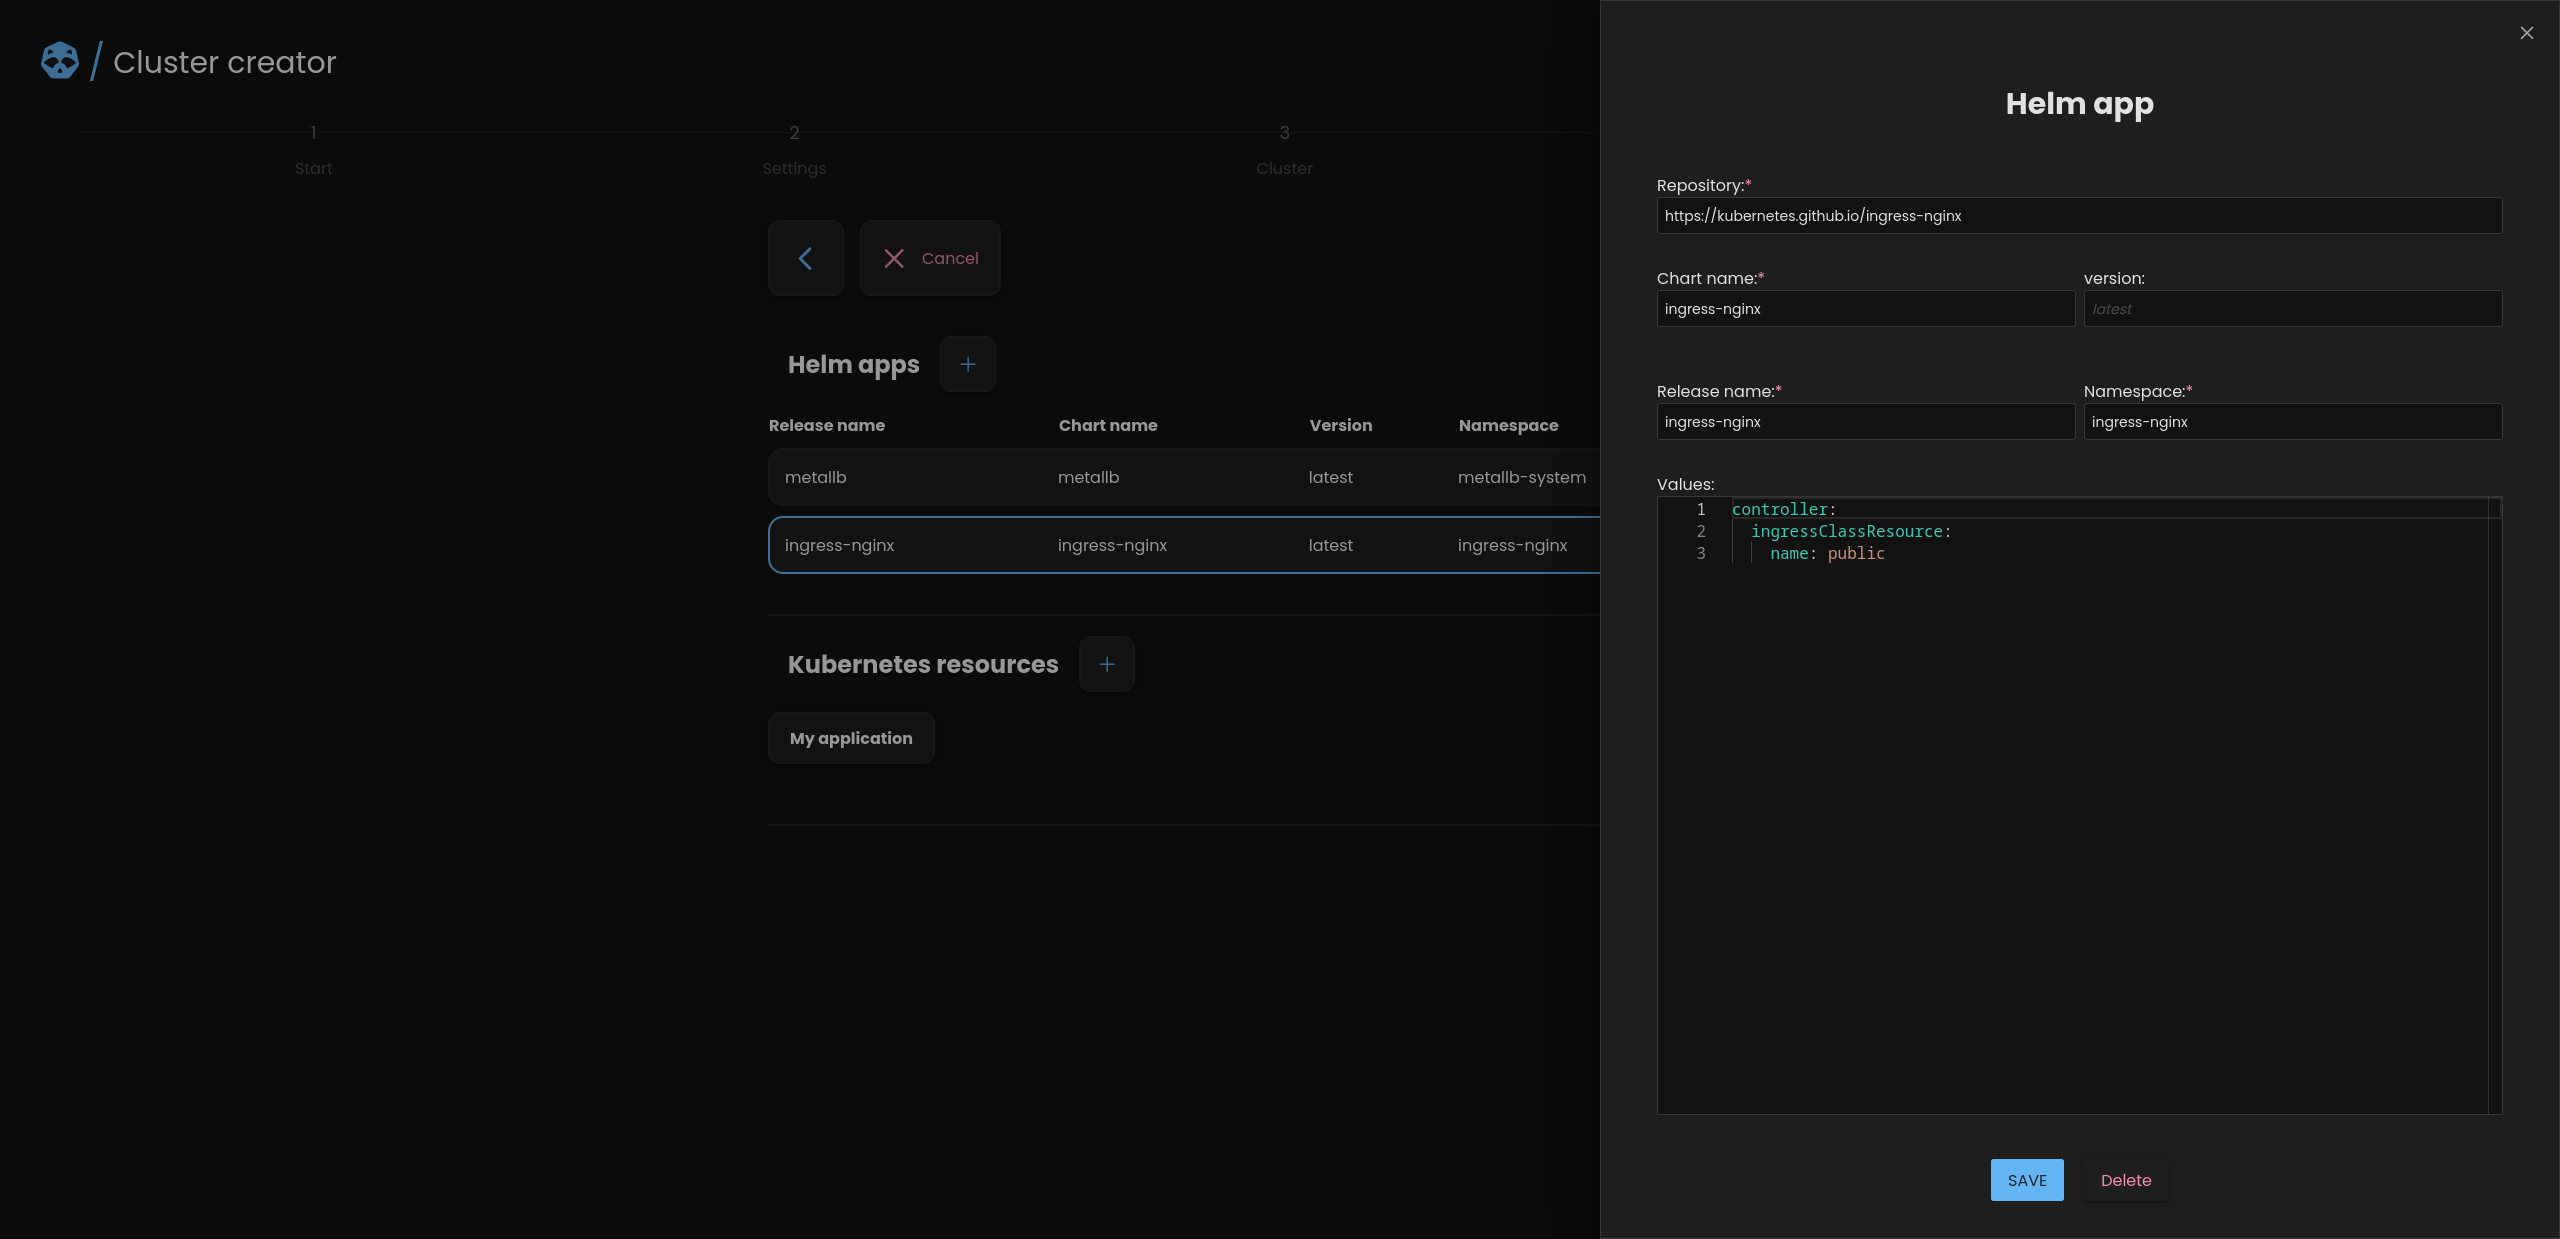 / Cluster creator
1 2 3
Start Settings Cluster
Cancel
Helm apps +
Release name Chart name Version Namespace
metallb metallb latest metallb-system
ingress-nginx ingress-nginx latest ingress-nginx
Kubernetes resources +
My application
Helm app
Repository:*
https://kubernetes.github.io/ingress-nginx
Chart name:* version:
ingress-nginx latest
Release name:* Namespace:*
ingress-nginx ingress-nginx
Values:
1 controller:
2 ingressClassResource:
3 name: public
SAVE Delete